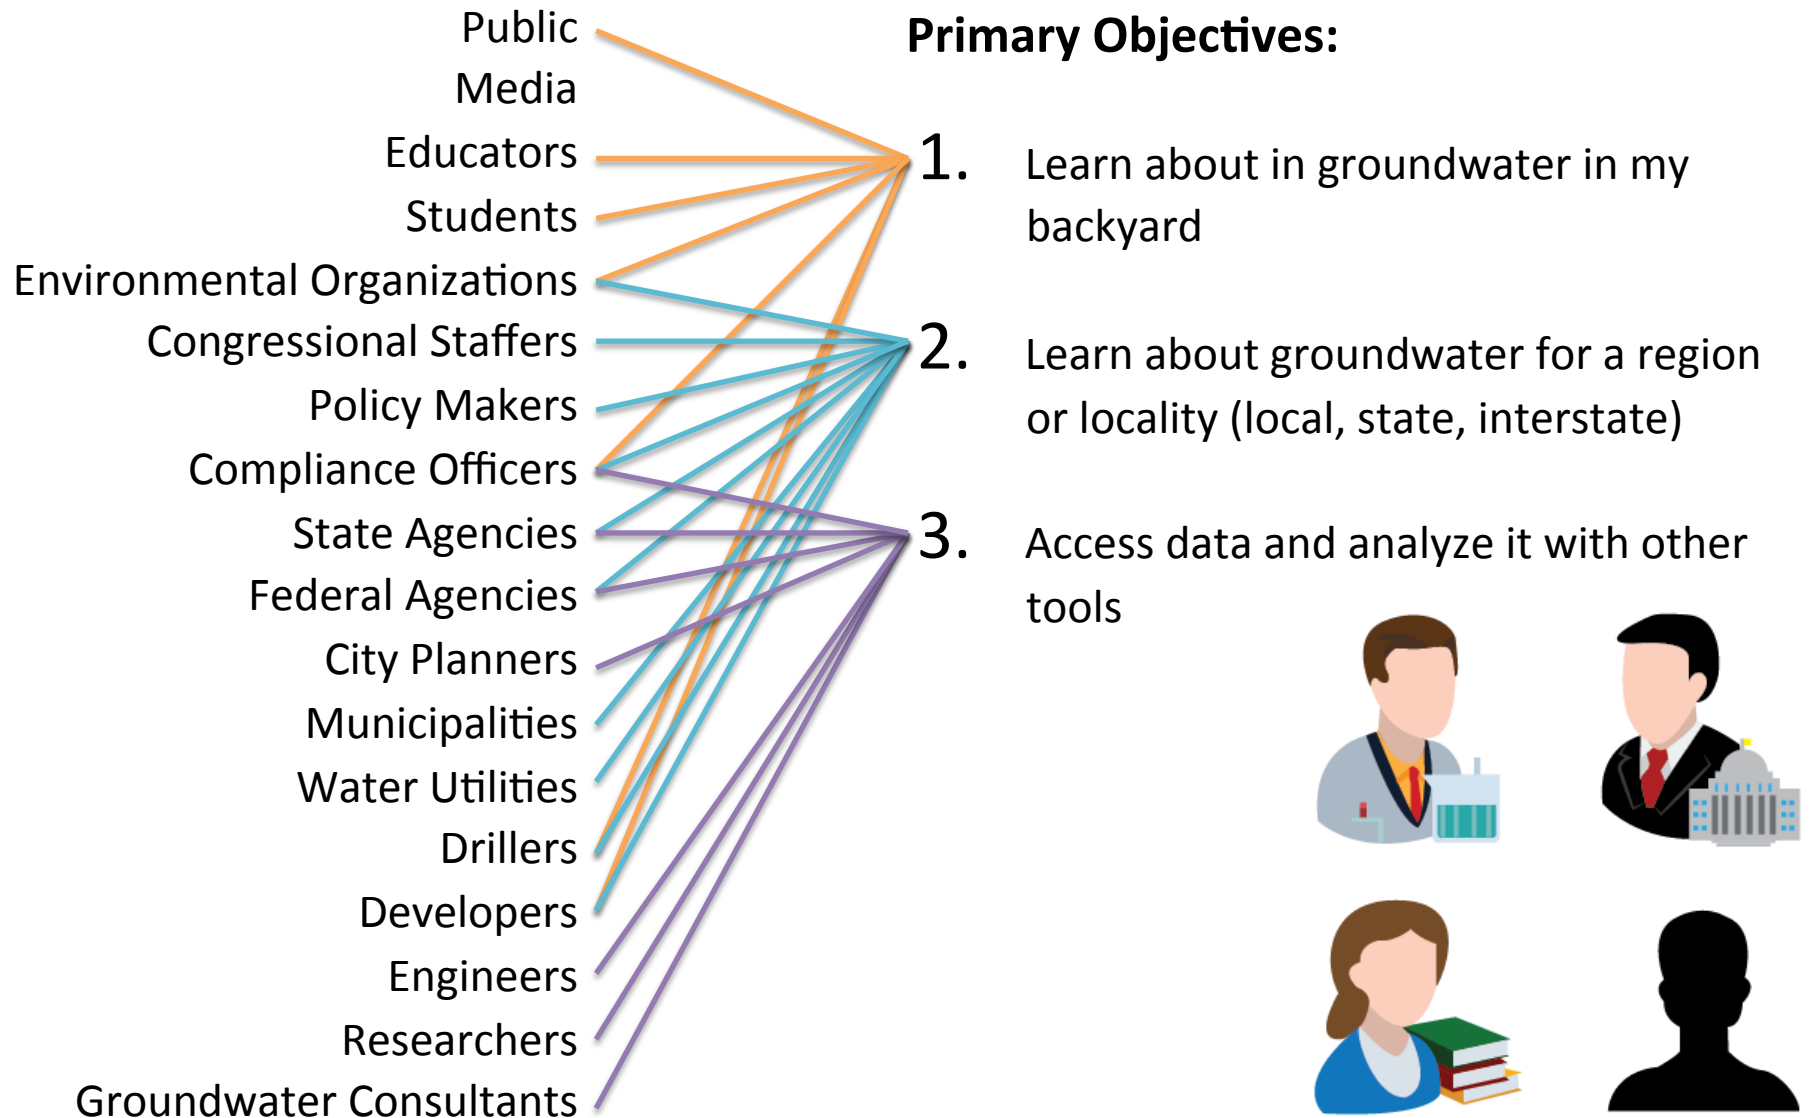 Public
Media
Educators
Students
Environmental Organizations
Congressional Staffers
Policy Makers
Compliance Officers
State Agencies
Federal Agencies
City Planners
Municipalities
Water Utilities
Drillers
Developers
Engineers
Researchers
Groundwater Consultants
Primary Objectives:
1. Learn about in groundwater in my
backyard
2. Learn about groundwater for a region
or locality (local, state, interstate)
3. Access data and analyze it with other
tools